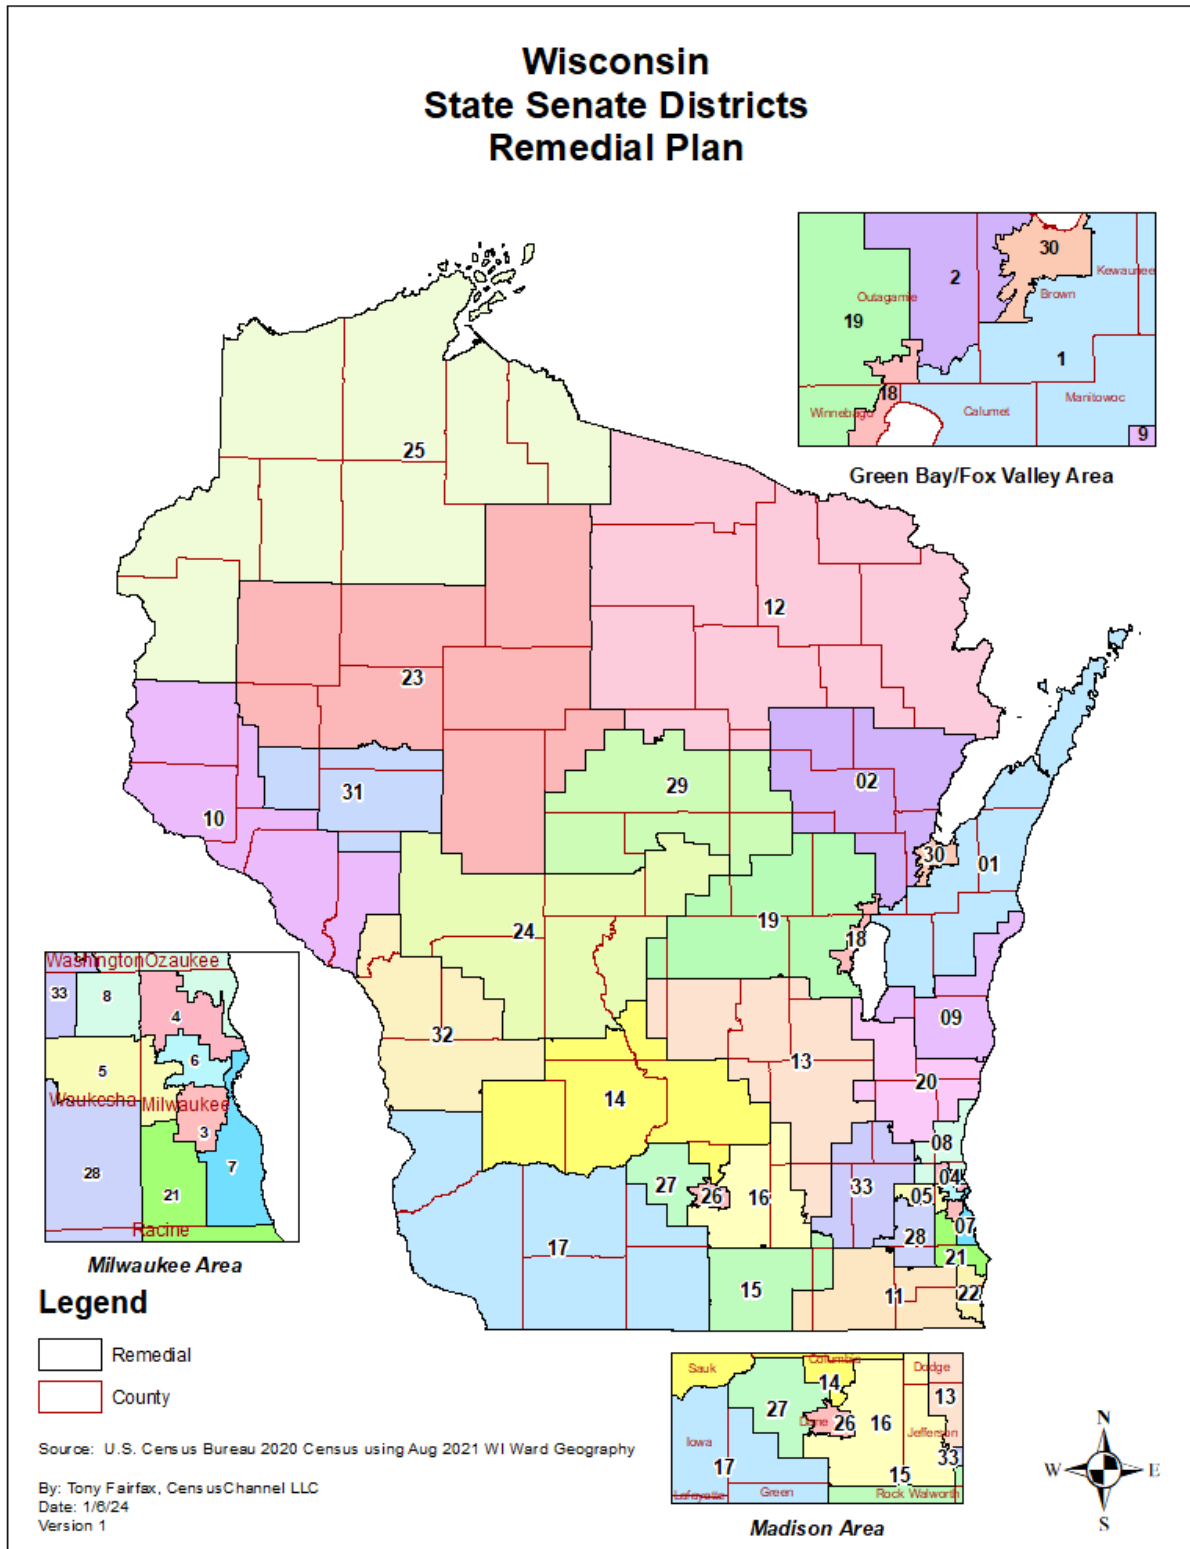 Wisconsin
State Senate Districts
Remedial Plan
30
Kewaunee
2
Brown
Outagamie
19
1
18
Manitowoc
Winnebago
Calumet
9
Green Bay/Fox Valley Area
25
12
23
29
02
31
10
30
01
19
18
24
09
32
13
20
14
08
04
27
26
16
33
05
07
28
17
21
15
11
22
Washington Ozaukee
33
8
4
6
5
Waukesha
Milwaukee
3
7
28
21
Racine
Milwaukee Area
Legend
Remedial
County
Sauk
Columbia
Dodge
14
13
27
26
16
Dane
Jefferson
Iowa
33
17
15
Lafayette
Green
Rock Walworth
Madison Area
Source: U.S. Census Bureau 2020 Census using Aug 2021 WI Ward Geography
By: Tony Fairfax, CensusChannel LLC
Date: 1/6/24
Version 1
N
W E
S